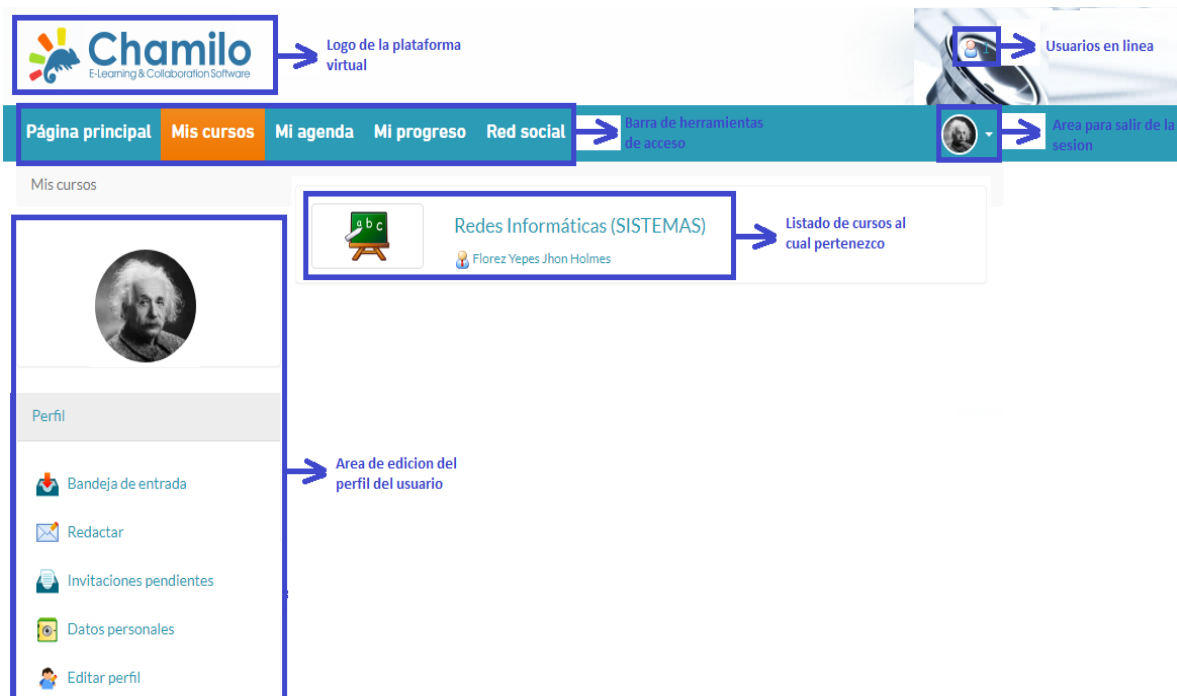 Chamilo
E-Learning & Collaboration Software
Logo de la plataforma
virtual
1
Usuarios en linea
Página principal Mis cursos Mi agenda Mi progreso Red social
Barra de herramientas
de acceso
Area para salir de la
sesion
Mis cursos
a b c
Redes Informáticas (SISTEMAS)
Florez Yepes Jhon Holmes
Listado de cursos al
cual pertenezco
Perfil
Bandeja de entrada
Redactar
Invitaciones pendientes
Datos personales
Editar perfil
Area de edicion del
perfil del usuario